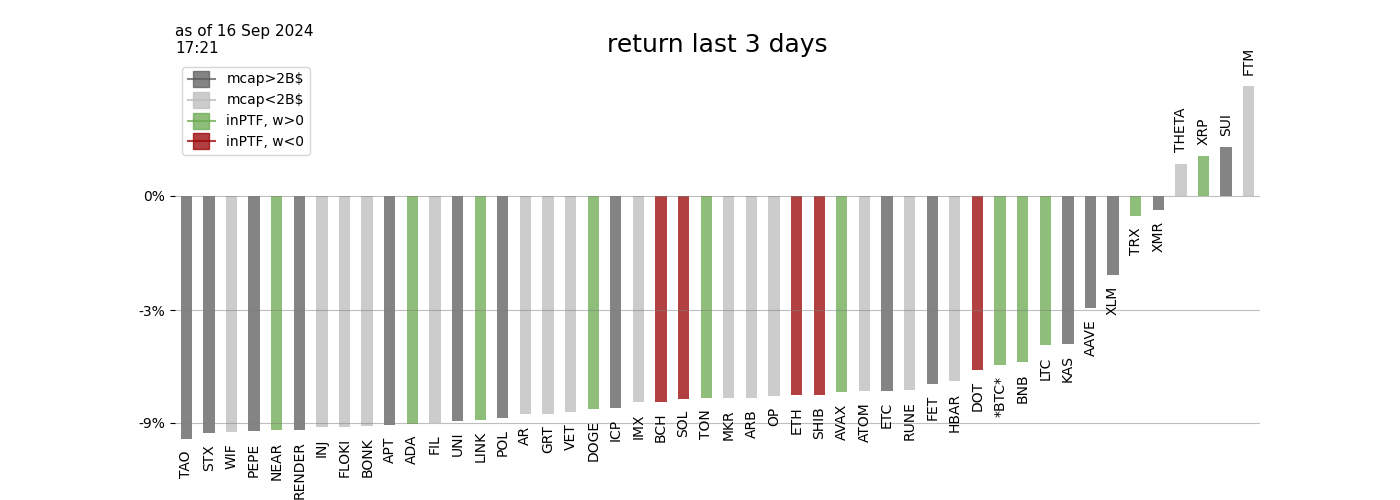 as of 16 Sep 2024
17:21
return last 3 days
mcap>2B$
mcap<2B$
inPTF, w>0
inPTF, w<0
0%
-3%
-9%
TAO
STX
WIF
PEPE
NEAR
RENDER
INJ
FLOKI
BONK
APT
ADA
FIL
UNI
LINK
POL
AR
GRT
VET
DOGE
ICP
IMX
BCH
SOL
TON
MKR
ARB
OP
ETH
SHIB
AVAX
ATOM
ETC
RUNE
FET
HBAR
DOT
*BTC*
BNB
LTC
KAS
AAVE
XLM
TRX
XMR
THETA
XRP
SUI
FTM